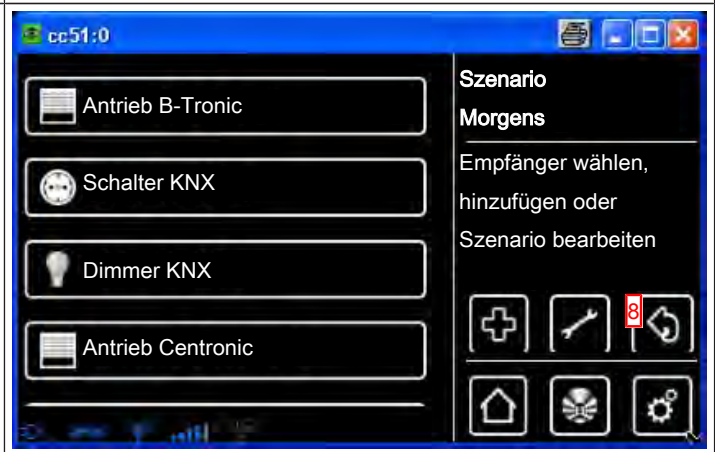 cc51:0
Antrieb B-Tronic
Schalter KNX
Dimmer KNX
Antrieb Centronic
Szenario
Morgens
Empfänger wählen,
hinzufügen oder
Szenario bearbeiten
8